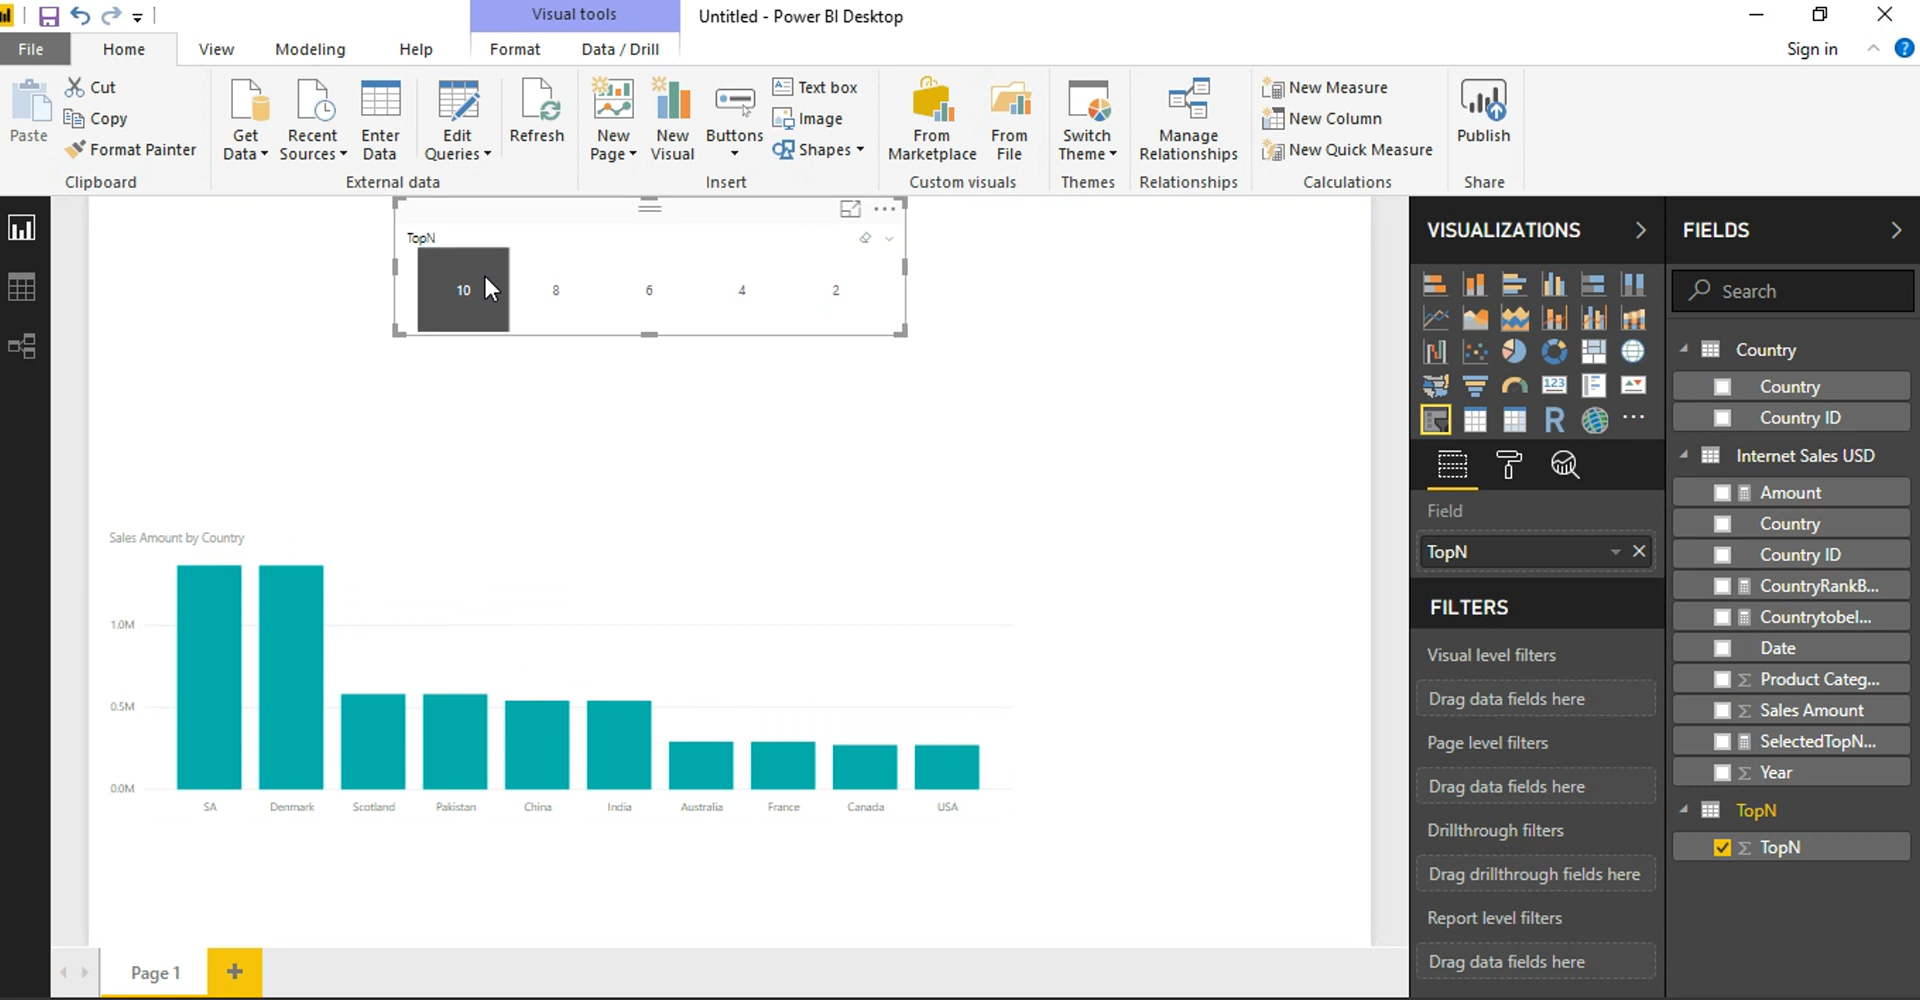 Visual tools
Untitled - Power BI Desktop
File
Home
View
Modeling
Help
Format
Data / Drill
Sign in
?
Paste
Cut
Copy
Format Painter
Clipboard
Get Data
Recent Sources
Enter Data
Edit Queries
Refresh
External data
New Page
New Visual
Buttons
Text box
Image
Shapes
Insert
From Marketplace
From File
Custom visuals
Switch Theme
Themes
Manage Relationships
Relationships
New Measure
New Column
New Quick Measure
Calculations
Publish
Share
TopN
10 8 6 4 2
Sales Amount by Country
1.0M
0.5M
0.0M
SA Denmark Scotland Pakistan China India Australia France Canada USA
Page 1
+
VISUALIZATIONS
123
R
Field
TopN
FILTERS
Visual level filters
Drag data fields here
Page level filters
Drag data fields here
Drillthrough filters
Drag drillthrough fields here
Report level filters
Drag data fields here
FIELDS
Search
Country
Country
Country ID
Internet Sales USD
Amount
Country
Country ID
CountryRankB...
Countrytobel...
Date
Σ Product Categ...
Σ Sales Amount
SelectedTopN...
Σ Year
TopN
Σ TopN